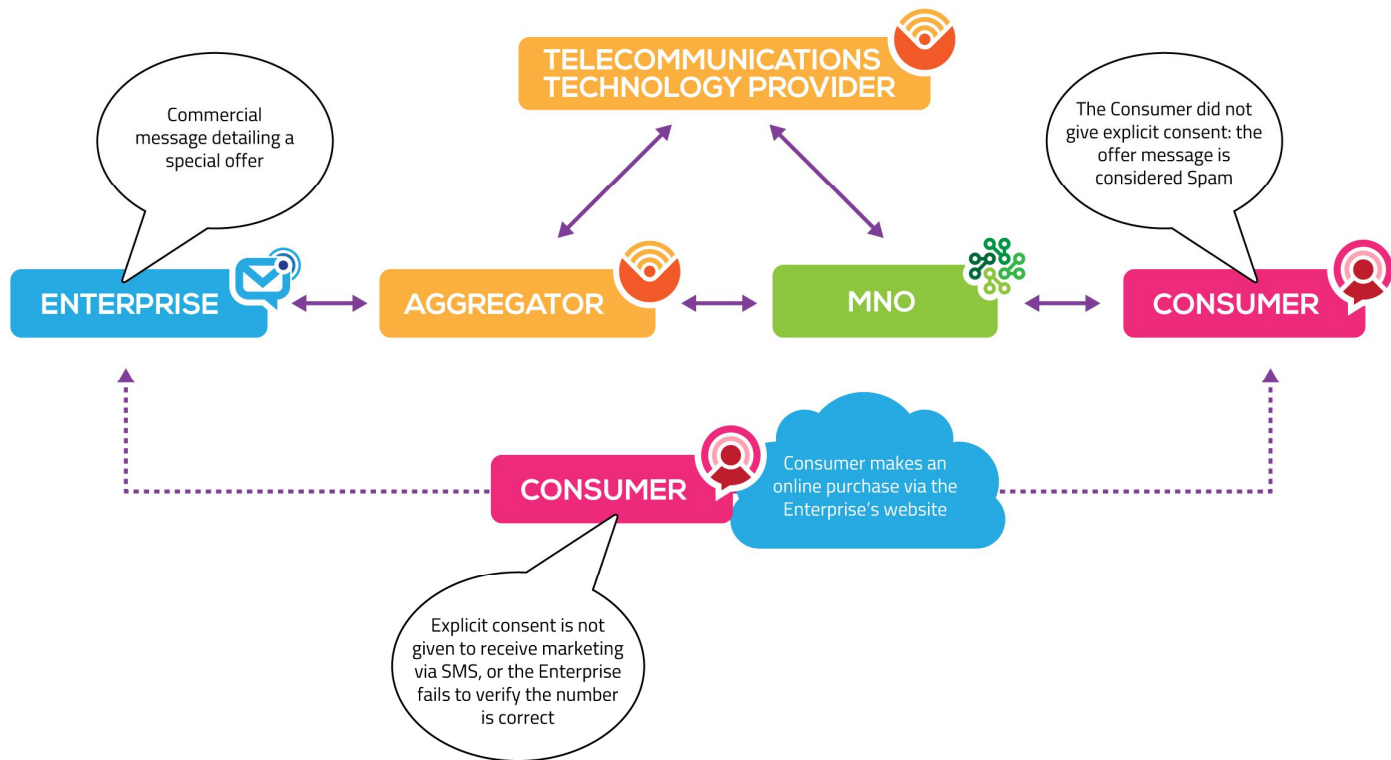 TELECOMMUNICATIONS
TECHNOLOGY PROVIDER
Commercial
message detailing a
special offer
The Consumer did not
give explicit consent: the
offer message is
considered Spam
ENTERPRISE
AGGREGATOR
MNO
CONSUMER
CONSUMER
Consumer makes an
online purchase via the
Enterprise's website
Explicit consent is not
given to receive marketing
via SMS, or the Enterprise
fails to verify the number
is correct